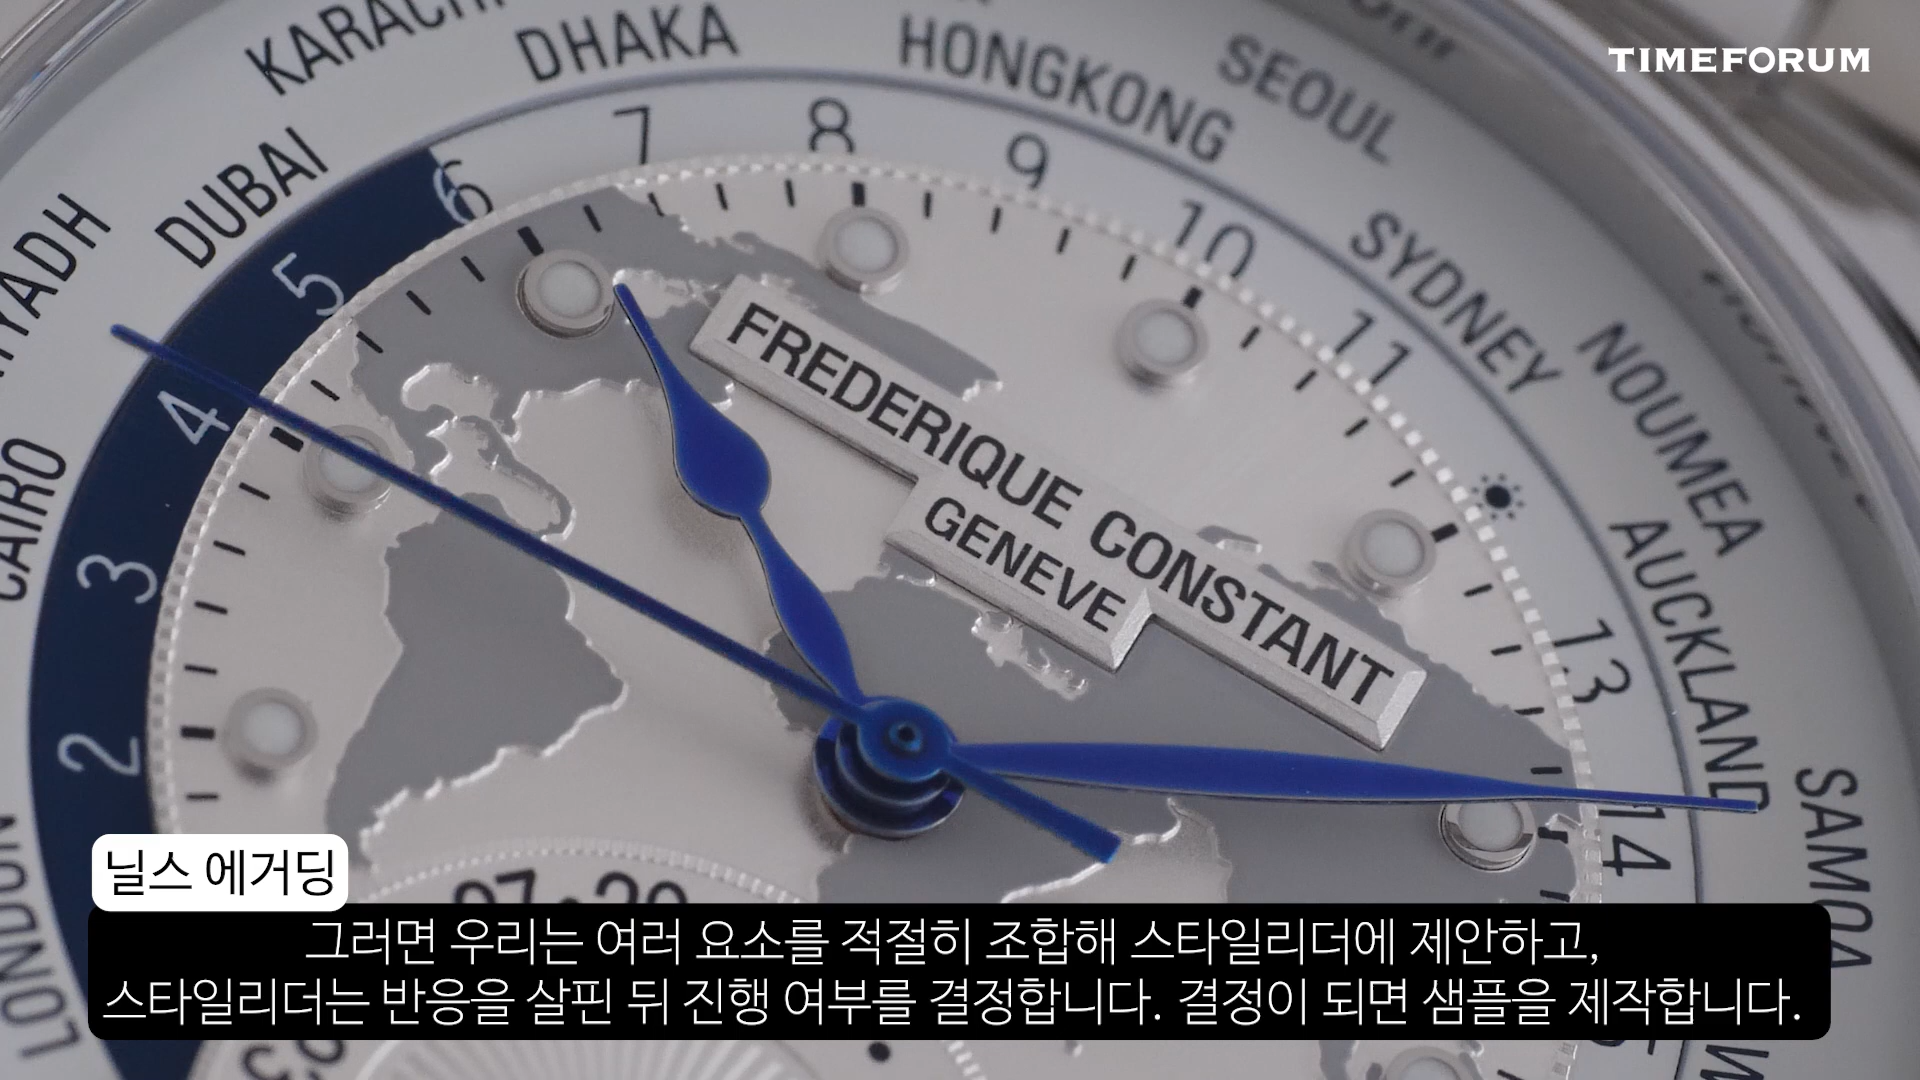 TIMEFORUM
KARACHI
DHAKA
HONGKONG
SEOUL
DUBAI
SYDNEY
NOUMEA
AUCKLAND
SAMOA
CAIRO
LONDON
2
3
4
5
6
7
8
9
10
11
13
14
FREDERIQUE CONSTANT
GENEVE
닐스 에거딩
그러면 우리는 여러 요소를 적절히 조합해 스타일리더에 제안하고,
스타일리더는 반응을 살핀 뒤 진행 여부를 결정합니다. 결정이 되면 샘플을 제작합니다.